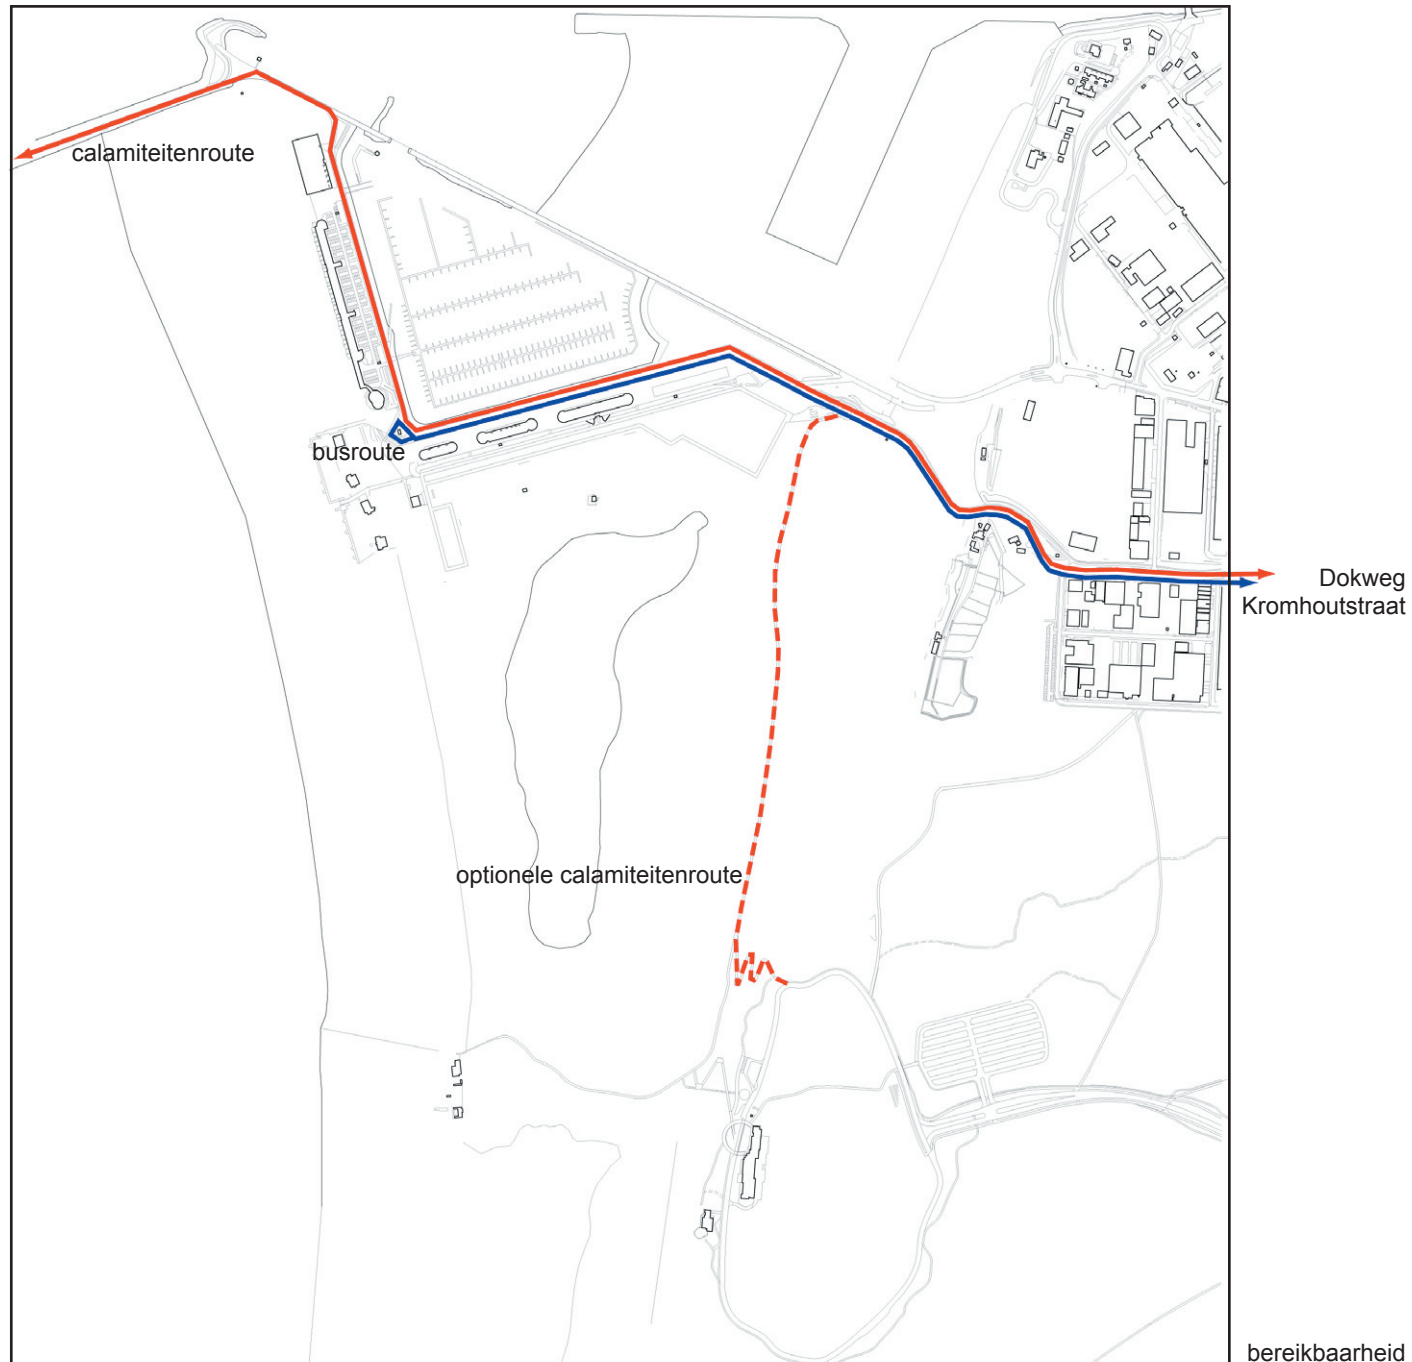 calamiteitenroute
busroute
Dokweg
Kromhoutstraat
optionele calamiteitenroute
bereikbaarheid